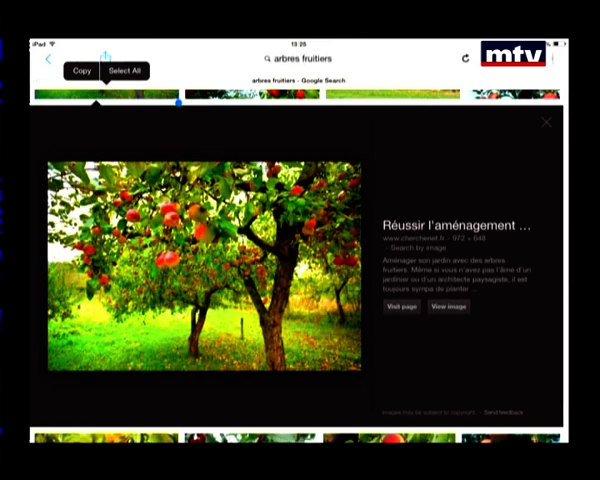 iPad
13:25
arbres fruitiers
mtv
Copy
Select All
arbres fruitiers - Google Search
Réussir l'aménagement ...
www.cherchenet.fr - 972 × 648
Search by image
Aménager son jardin avec des arbres
fruitiers. Même si vous n'avez pas l'âme d'un
jardinier ou d'un architecte paysagiste, il est
toujours sympa de planter ...
Visit page
View image
Images may be subject to copyright. Send feedback